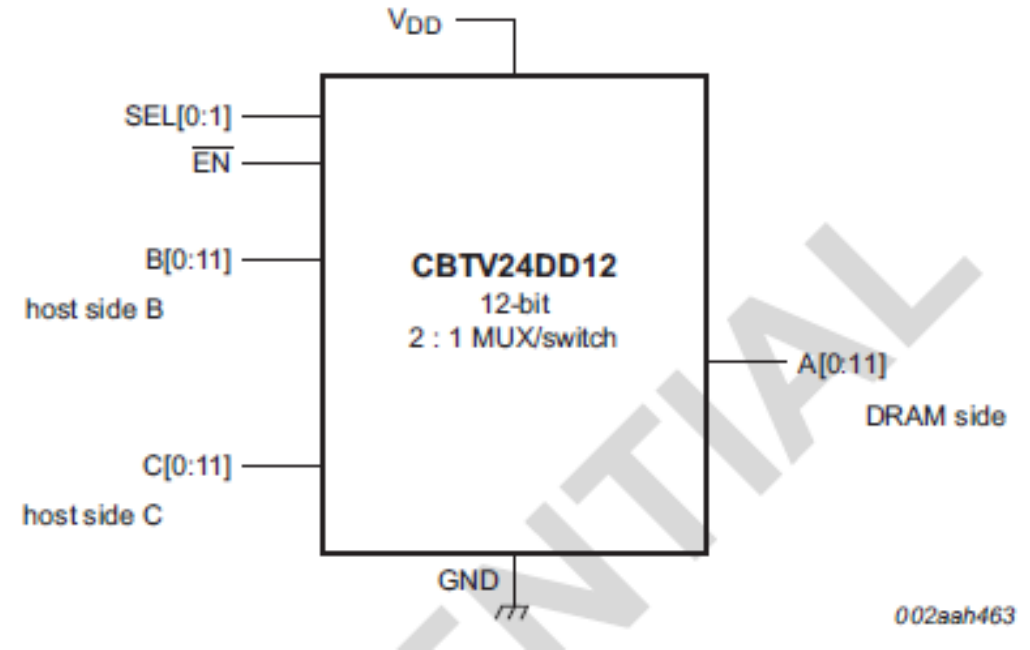 VDD
SEL[0:1]
EN
B[0:11]
host side B
CBTV24DD12
12-bit
2 : 1 MUX/switch
A[0:11]
DRAM side
C[0:11]
host side C
GND
002aah463
ENTIAL